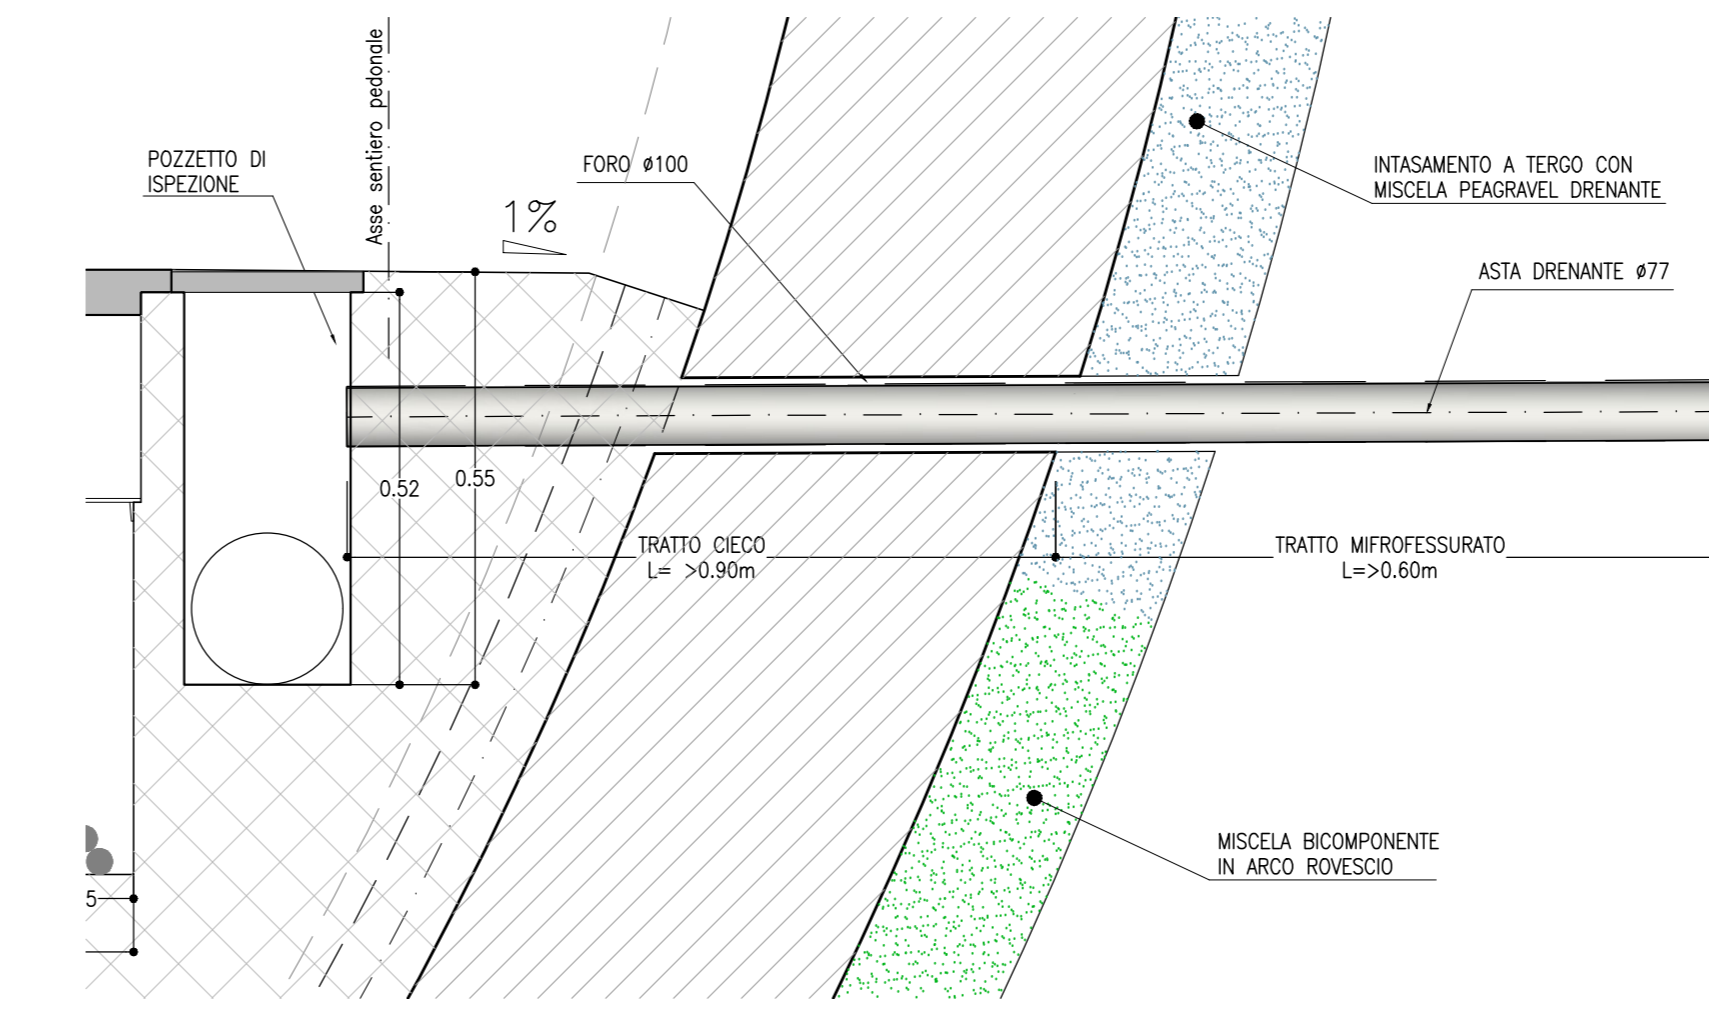 Asse sentiero pedonale
POZZETTO DI
ISPEZIONE
FORO ø100
1%
INTASAMENTO A TERGO CON
MISCELA PEAGRAVEL DRENANTE
ASTA DRENANTE ø77
0.52
0.55
TRATTO CIECO
L= >0.90m
TRATTO MIFROFESSURATO
L=>0.60m
MISCELA BICOMPONENTE
IN ARCO ROVESCIO
5